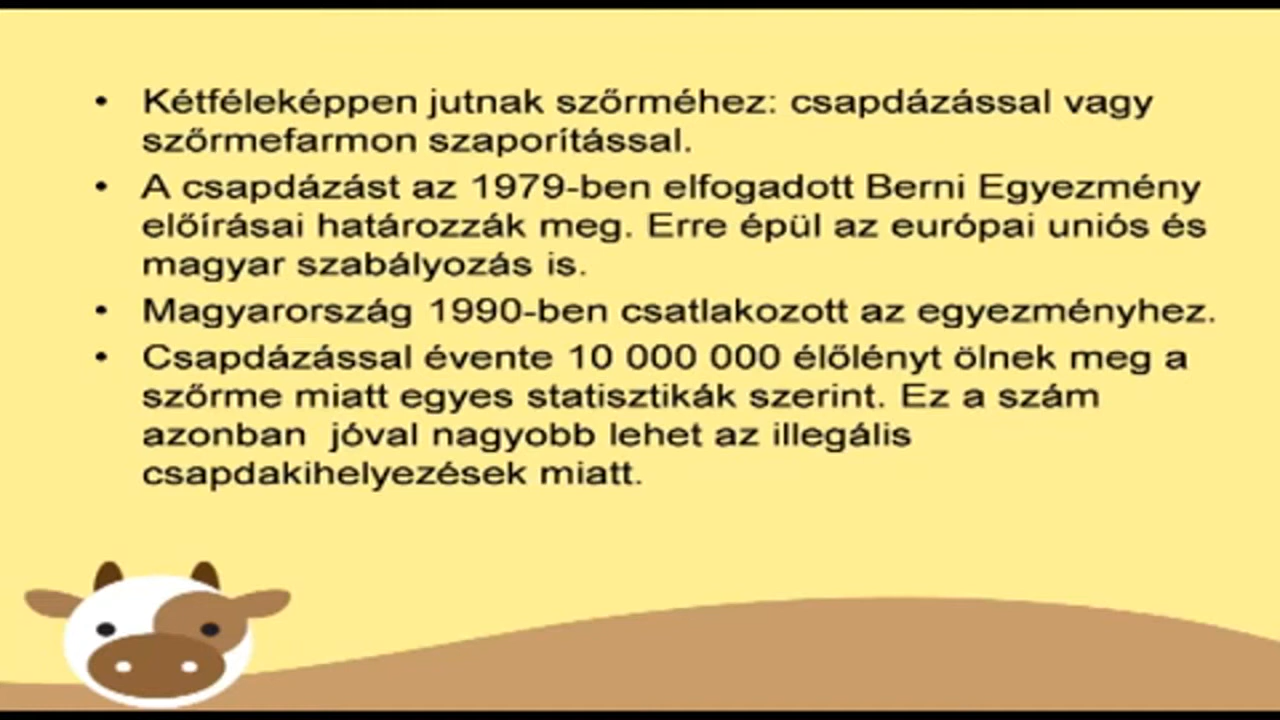 • Kétféleképpen jutnak szőrméhez: csapdázással vagy
szőrmefarmon szaporítással.
• A csapdázást az 1979-ben elfogadott Berni Egyezmény
előírásai határozzák meg. Erre épül az európai uniós és
magyar szabályozás is.
• Magyarország 1990-ben csatlakozott az egyezményhez.
• Csapdázással évente 10 000 000 élőlényt ölnek meg a
szőrme miatt egyes statisztikák szerint. Ez a szám
azonban  jóval nagyobb lehet az illegális
csapdakihelyezések miatt.